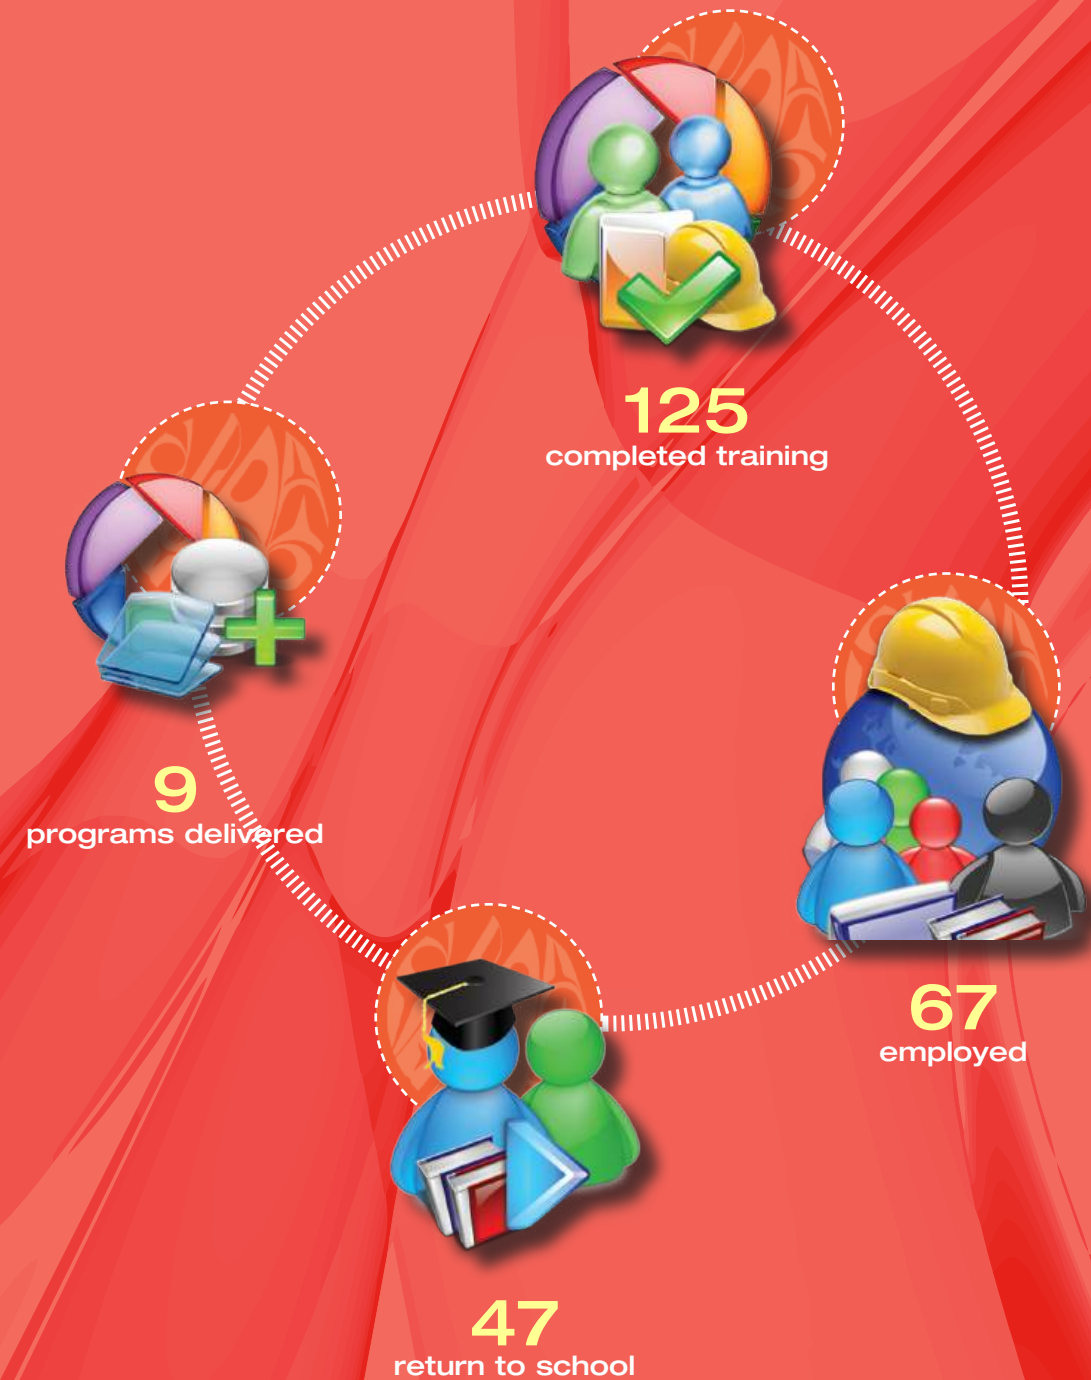 125
completed training
9
programs delivered
67
employed
47
return to school